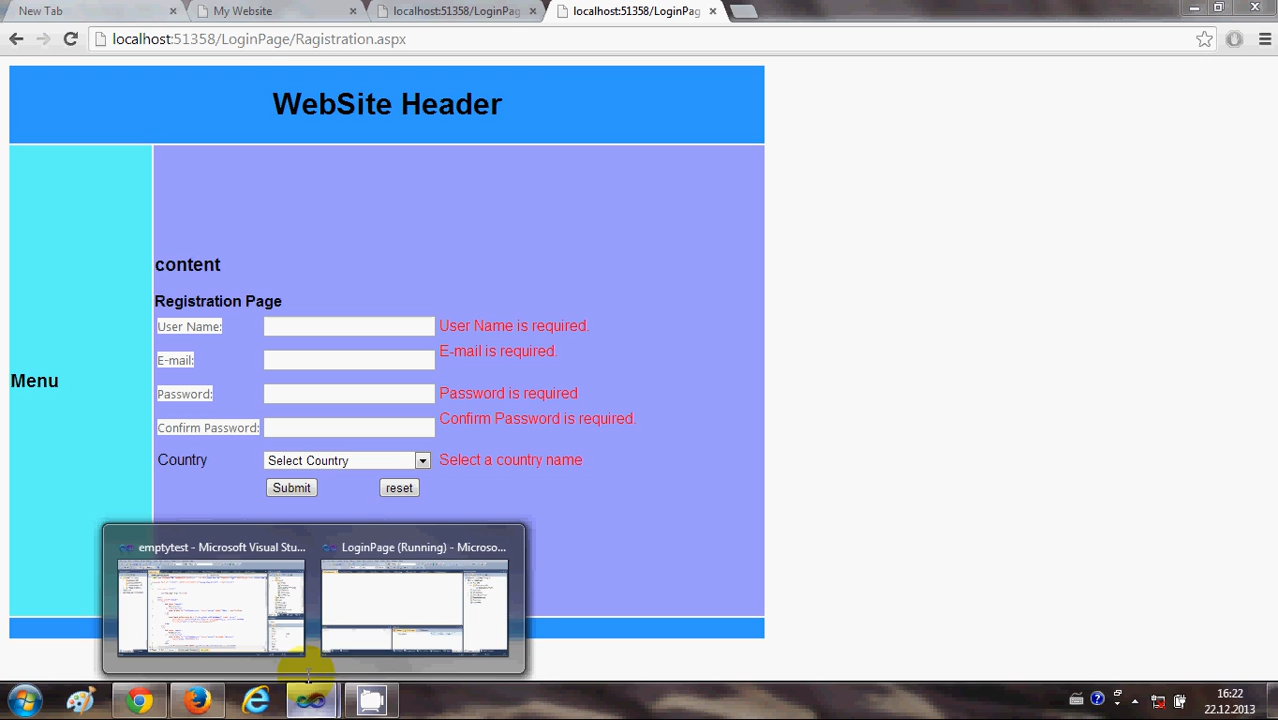 New Tab
My Website
localhost:51358/LoginPag
localhost:51358/LoginPag
localhost:51358/LoginPage/Ragistration.aspx
WebSite Header
content
Registration Page
User Name:
User Name is required.
E-mail:
E-mail is required.
Menu
Password:
Password is required
Confirm Password:
Confirm Password is required.
Country
Select Country
Select a country name
Submit
reset
emptytest - Microsoft Visual Stu...
LoginPage (Running) - Microso...
16:22
22.12.2013